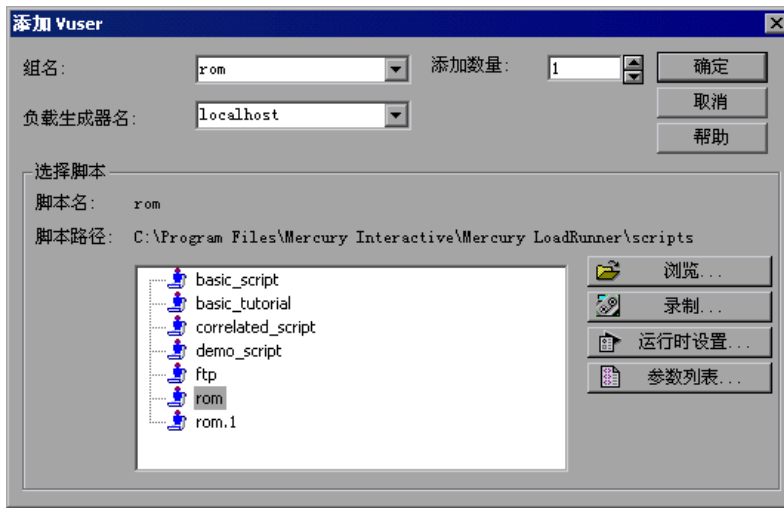 添加 Vuser
组名: rom 添加数量: 1 确定
取消
负载生成器名: localhost
帮助
选择脚本
脚本名: rom
脚本路径: C:\Program Files\Mercury Interactive\Mercury LoadRunner\scripts
basic_script
basic_tutorial
correlated_script
demo_script
ftp
rom
rom.1
浏览...
录制...
运行时设置...
参数列表...